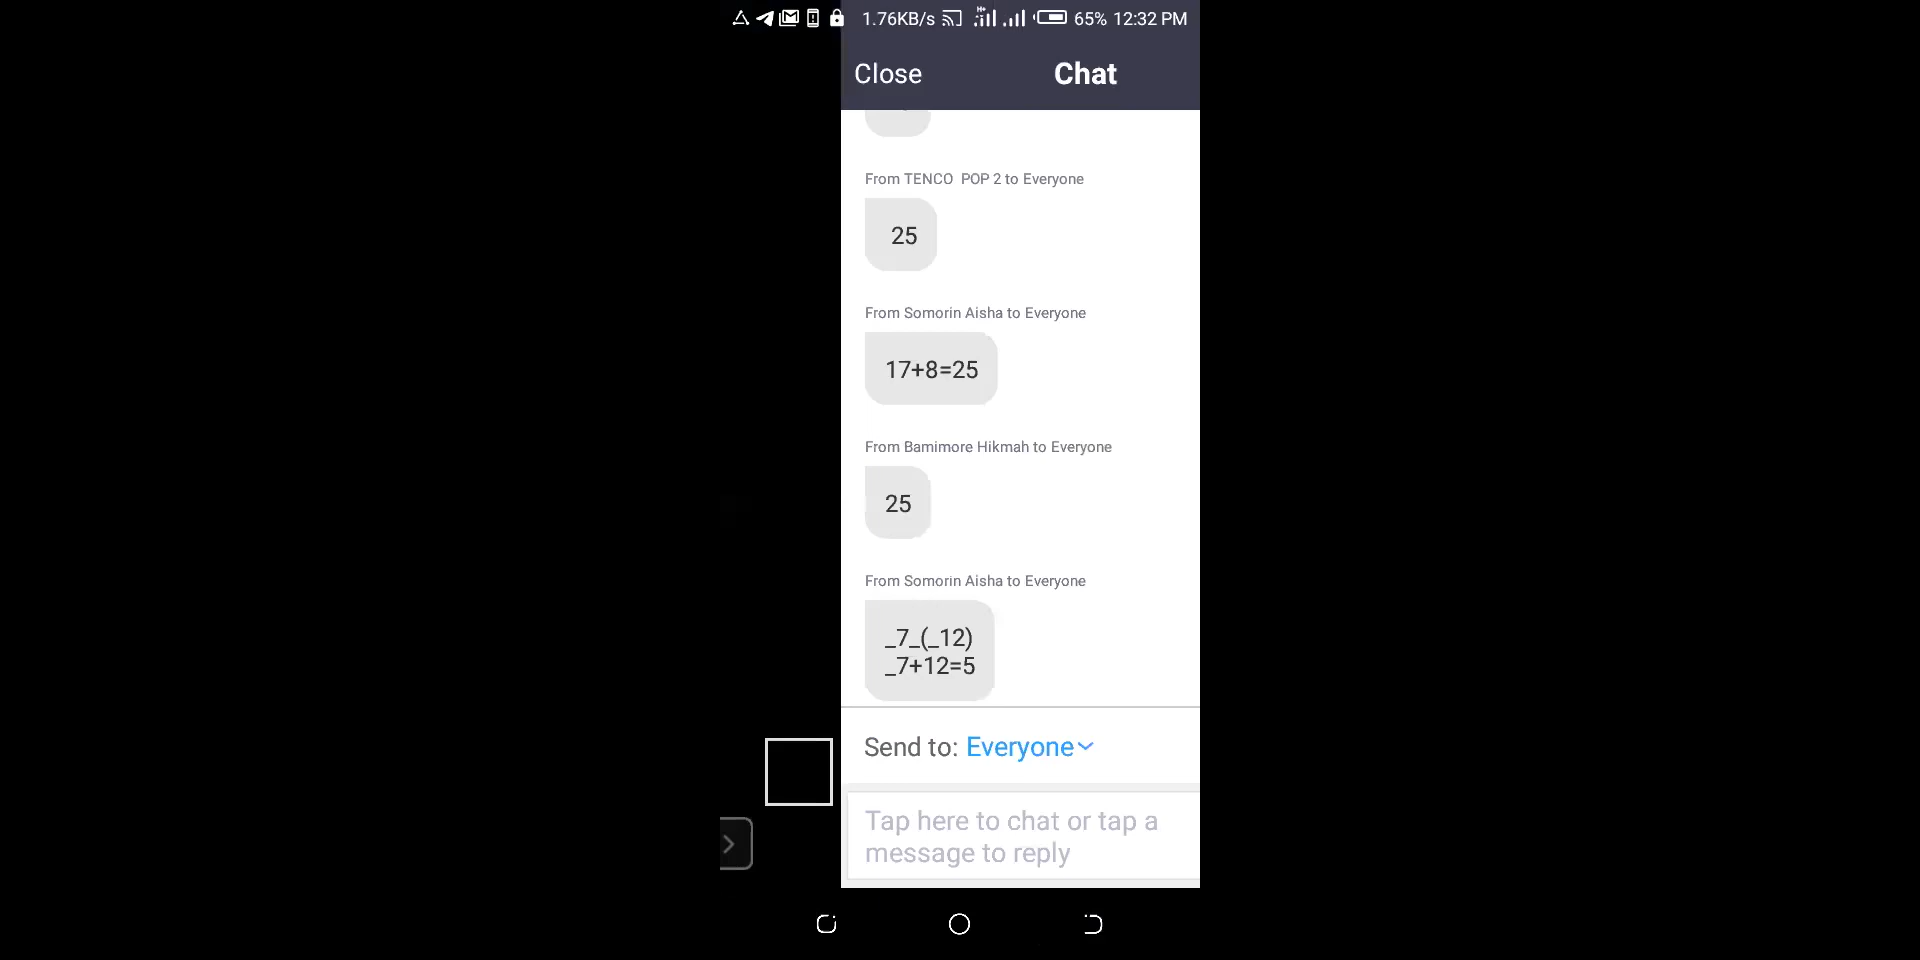 1.76KB/s H+ 65% 12:32 PM
Close Chat
From TENCO  POP 2 to Everyone
25
From Somorin Aisha to Everyone
17+8=25
From Bamimore Hikmah to Everyone
25
From Somorin Aisha to Everyone
_7_(_12)
_7+12=5
Send to: Everyone
Tap here to chat or tap a
message to reply